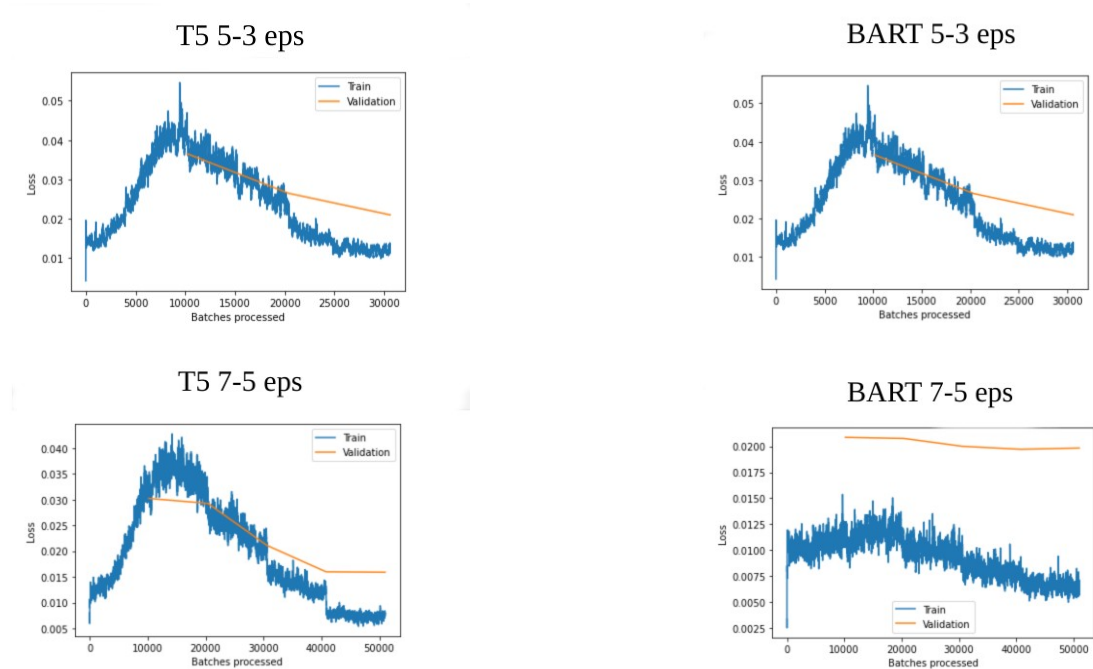 T5 5-3 eps
BART 5-3 eps
Train
Validation
0.05
0.04
0.03
0.02
0.01
Loss
0 5000 10000 15000 20000 25000 30000
Batches processed
Train
Validation
0.05
0.04
0.03
0.02
0.01
Loss
0 5000 10000 15000 20000 25000 30000
Batches processed
T5 7-5 eps
BART 7-5 eps
Train
Validation
0.040
0.035
0.030
0.025
0.020
0.015
0.010
0.005
Loss
0 10000 20000 30000 40000 50000
Batches processed
0.0200
0.0175
0.0150
0.0125
0.0100
0.0075
0.0050
0.0025
Loss
Train
Validation
0 10000 20000 30000 40000 50000
Batches processed